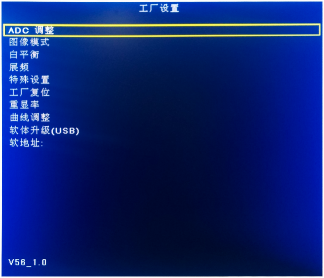 工厂设置
ADC 调整
图像模式
白平衡
展频
特殊设置
工厂复位
重显率
曲线调整
软体升级(USB)
软地址:
V56_1.0